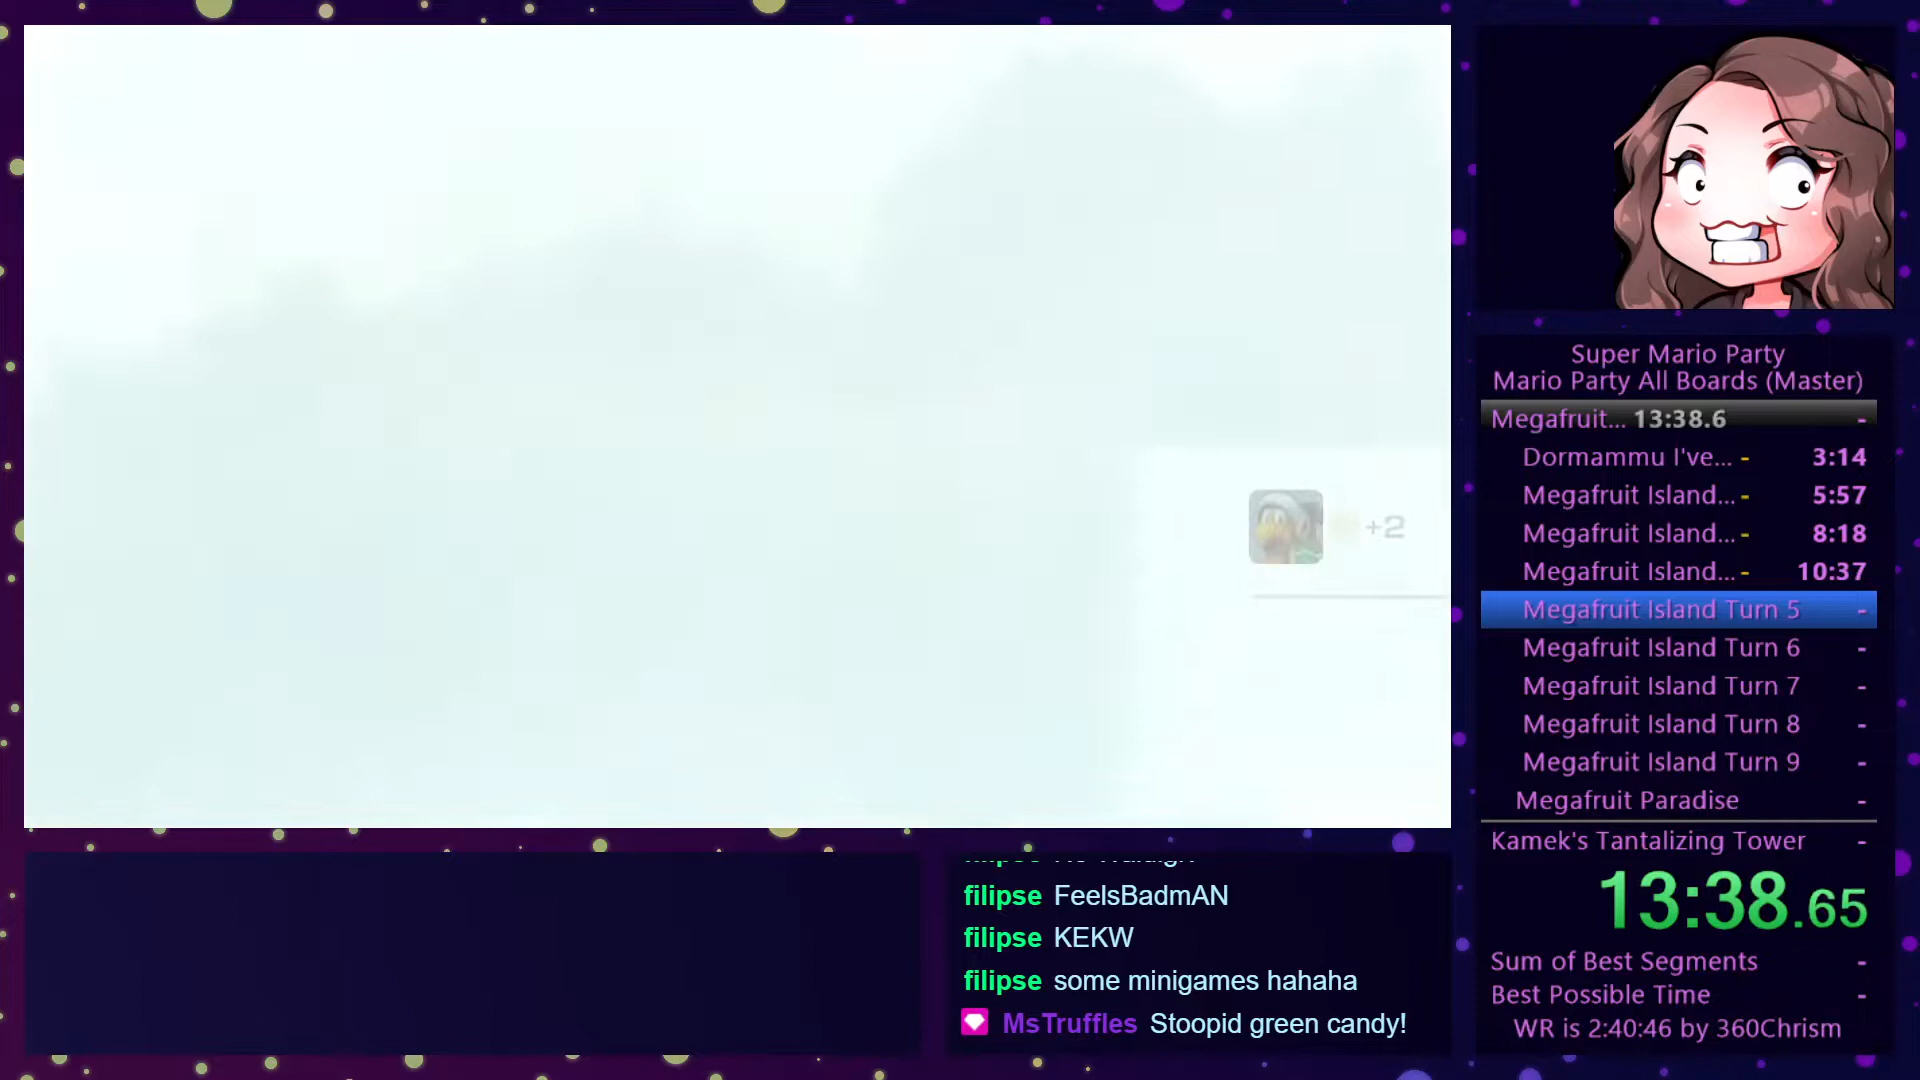 +2
Super Mario Party
Mario Party All Boards (Master)
Megafruit... 13:38.6 -
Dormammu I've... - 3:14
Megafruit Island... - 5:57
Megafruit Island... - 8:18
Megafruit Island... - 10:37
Megafruit Island Turn 5 -
Megafruit Island Turn 6 -
Megafruit Island Turn 7 -
Megafruit Island Turn 8 -
Megafruit Island Turn 9 -
Megafruit Paradise -
Kamek's Tantalizing Tower -
13:38.65
Sum of Best Segments -
Best Possible Time -
WR is 2:40:46 by 360Chrism
filipse FeelsBadmAN
filipse KEKW
filipse some minigames hahaha
MsTruffles Stoopid green candy!